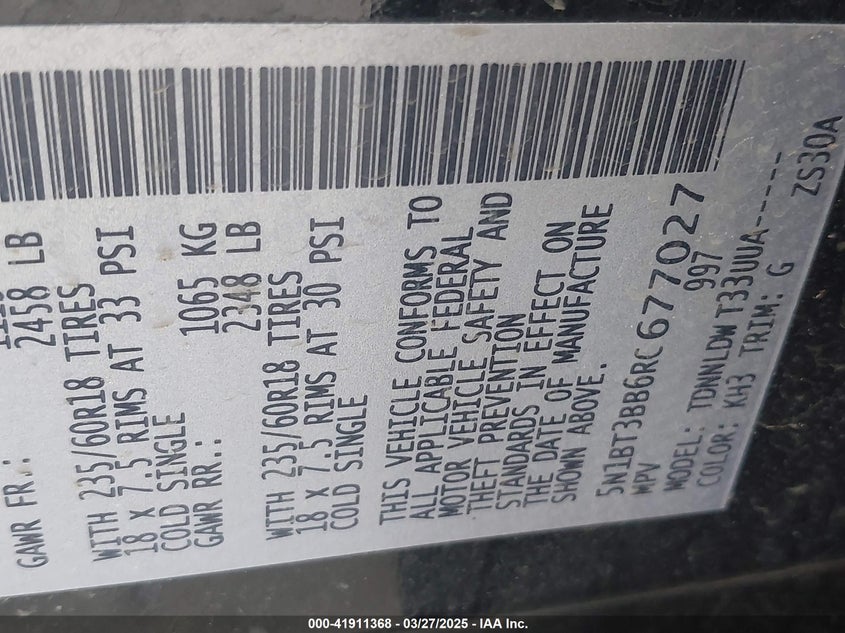 2458 LB
GAWR FR.:
WITH 235/60R18 TIRES
18 X 7.5 RIMS AT 33 PSI
COLD SINGLE
1065 KG
GAWR RR.: 2348 LB
WITH 235/60R18 TIRES
18 X 7.5 RIMS AT 30 PSI
COLD SINGLE
THIS VEHICLE CONFORMS TO
ALL APPLICABLE FEDERAL
MOTOR VEHICLE SAFETY AND
THEFT PREVENTION
STANDARDS IN EFFECT ON
THE DATE OF MANUFACTURE
SHOWN ABOVE.
5N1BT3BB6RC677027
MPV 997
MODEL: TDNNLDW T33UUA-----
COLOR: KH3 TRIM: G
ZS30A
000-41911368 — 03/27/2025 — IAA Inc.